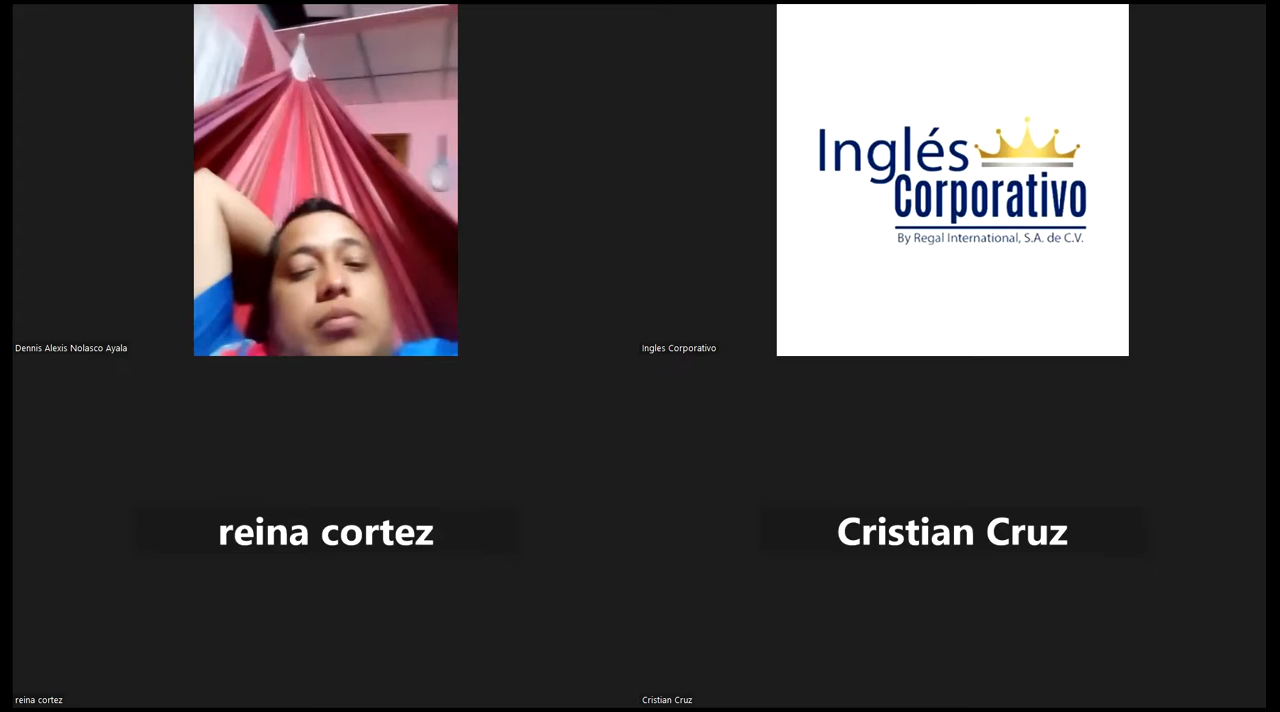 Dennis Alexis Nolasco Ayala
Inglés
Corporativo
By Regal International, S.A. de C.V.
Ingles Corporativo
reina cortez
Cristian Cruz
reina cortez
Cristian Cruz